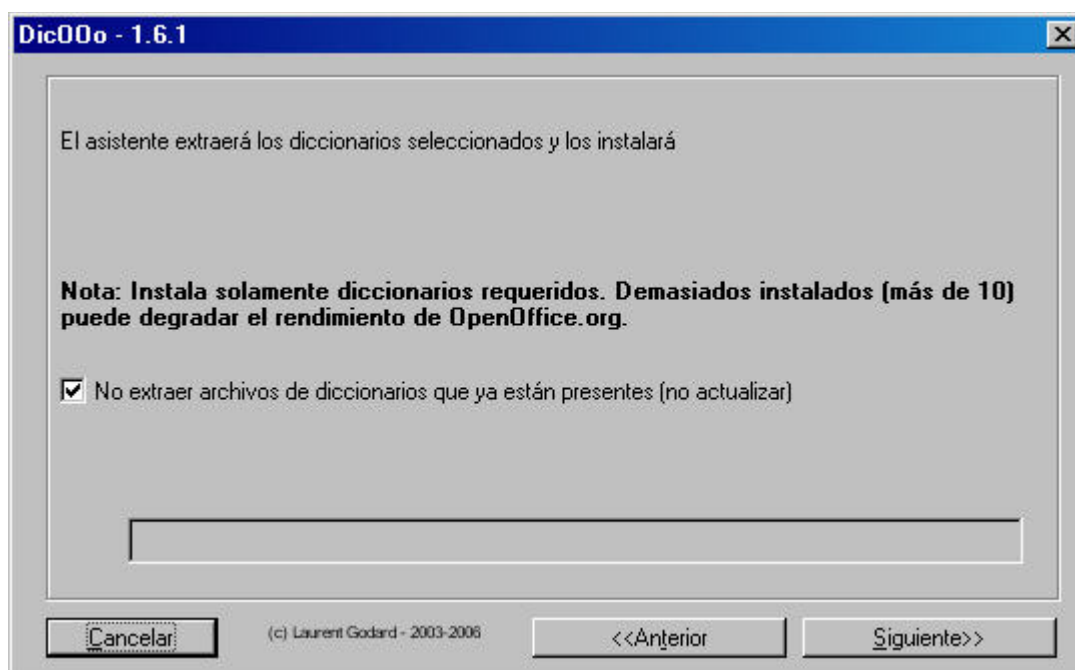 DicOOo - 1.6.1
El asistente extraerá los diccionarios seleccionados y los instalará
Nota: Instala solamente diccionarios requeridos. Demasiados instalados (más de 10)
puede degradar el rendimiento de OpenOffice.org.
No extraer archivos de diccionarios que ya están presentes (no actualizar)
Cancelar (c) Laurent Godard - 2003-2006 <<Anterior Siguiente>>